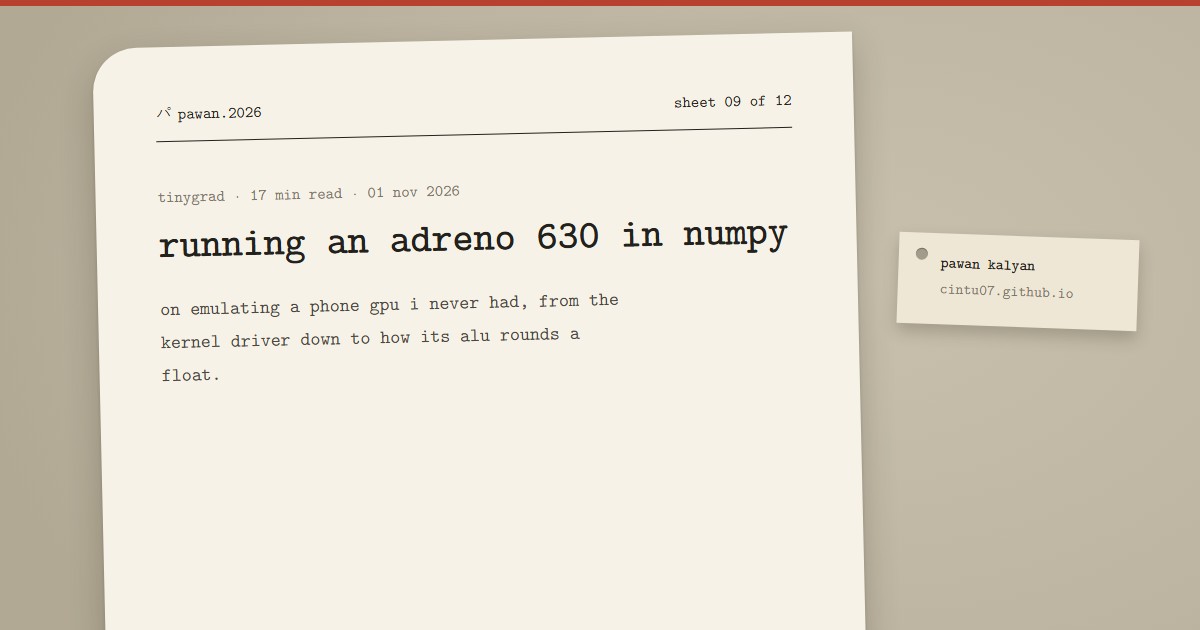 パ pawan.2026
sheet 09 of 12
tinygrad · 17 min read · 01 nov 2026
running an adreno 630 in numpy
on emulating a phone gpu i never had, from the
kernel driver down to how its alu rounds a
float.
pawan kalyan
cintu07.github.io